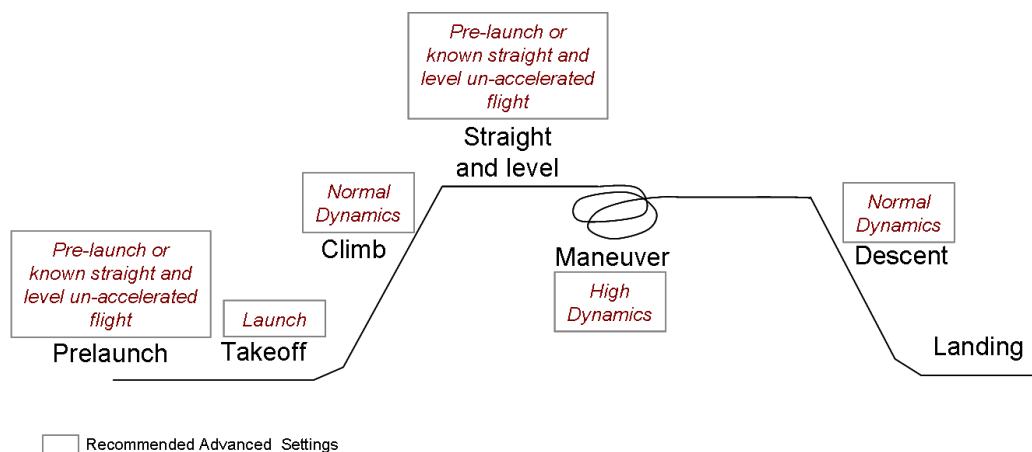 Pre-launch or
known straight and
level un-accelerated
flight
Straight
and level
Normal
Dynamics
Climb
Pre-launch or
known straight and
level un-accelerated
flight
Prelaunch
Launch
Takeoff
Maneuver
High
Dynamics
Normal
Dynamics
Descent
Landing
Recommended Advanced Settings